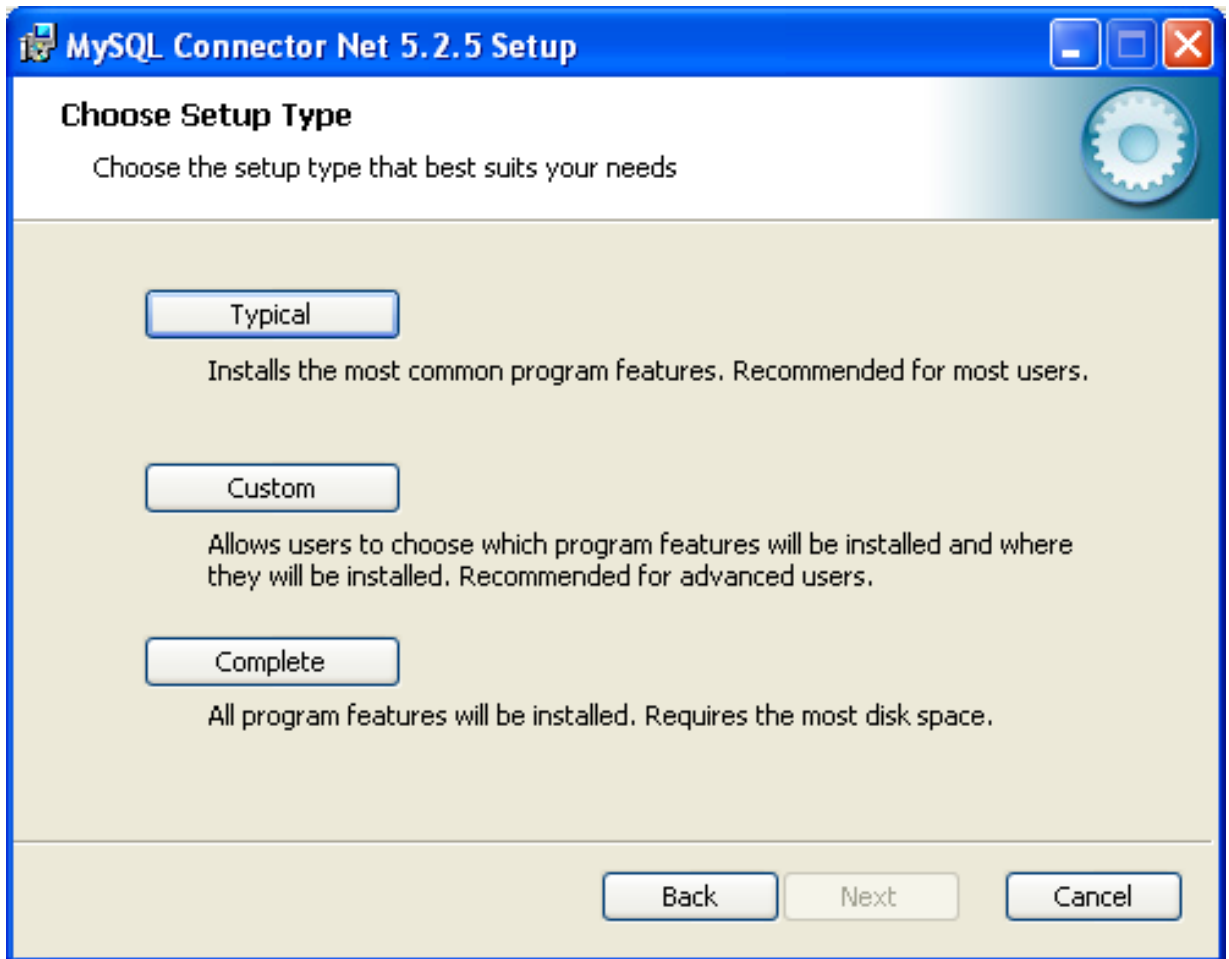 MySQL Connector Net 5.2.5 Setup
Choose Setup Type
Choose the setup type that best suits your needs
Typical
Installs the most common program features. Recommended for most users.
Custom
Allows users to choose which program features will be installed and where
they will be installed. Recommended for advanced users.
Complete
All program features will be installed. Requires the most disk space.
Back
Next
Cancel